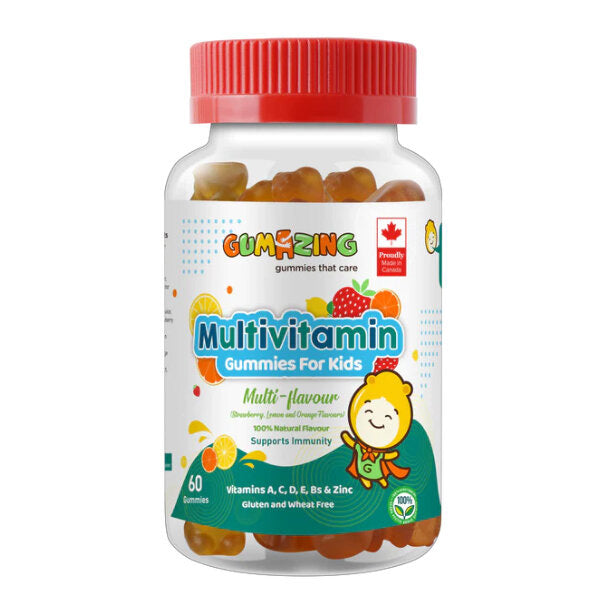 GUMAZING
gummies that care
Proudly
Made in
Canada
Multivitamin
Gummies For Kids
Multi-flavour
(Strawberry, Lemon and Orange Flavours)
100% Natural Flavour
Supports Immunity
G
60
Gummies
Vitamins A, C, D, E, Bs & Zinc
Gluten and Wheat Free
100%